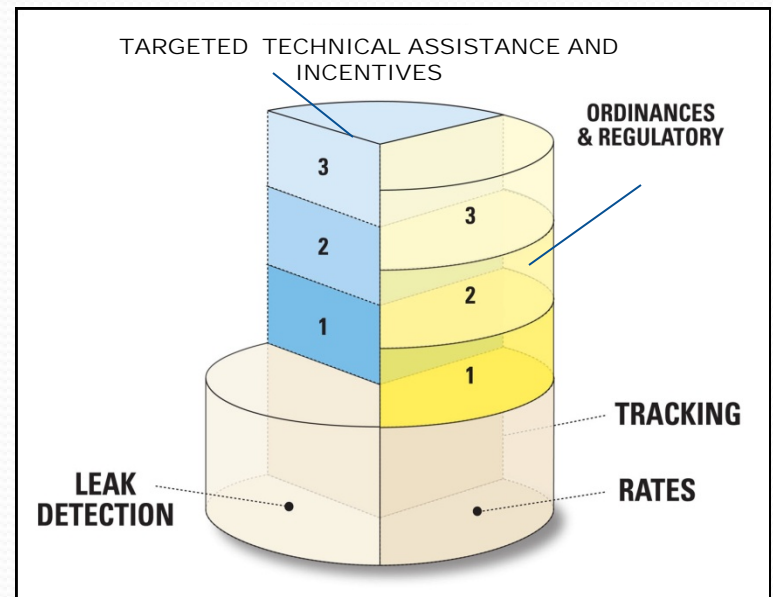 TARGETED TECHNICAL ASSISTANCE AND
INCENTIVES
ORDINANCES
& REGULATORY
3
3
2
2
1
1
TRACKING
LEAK
DETECTION
RATES